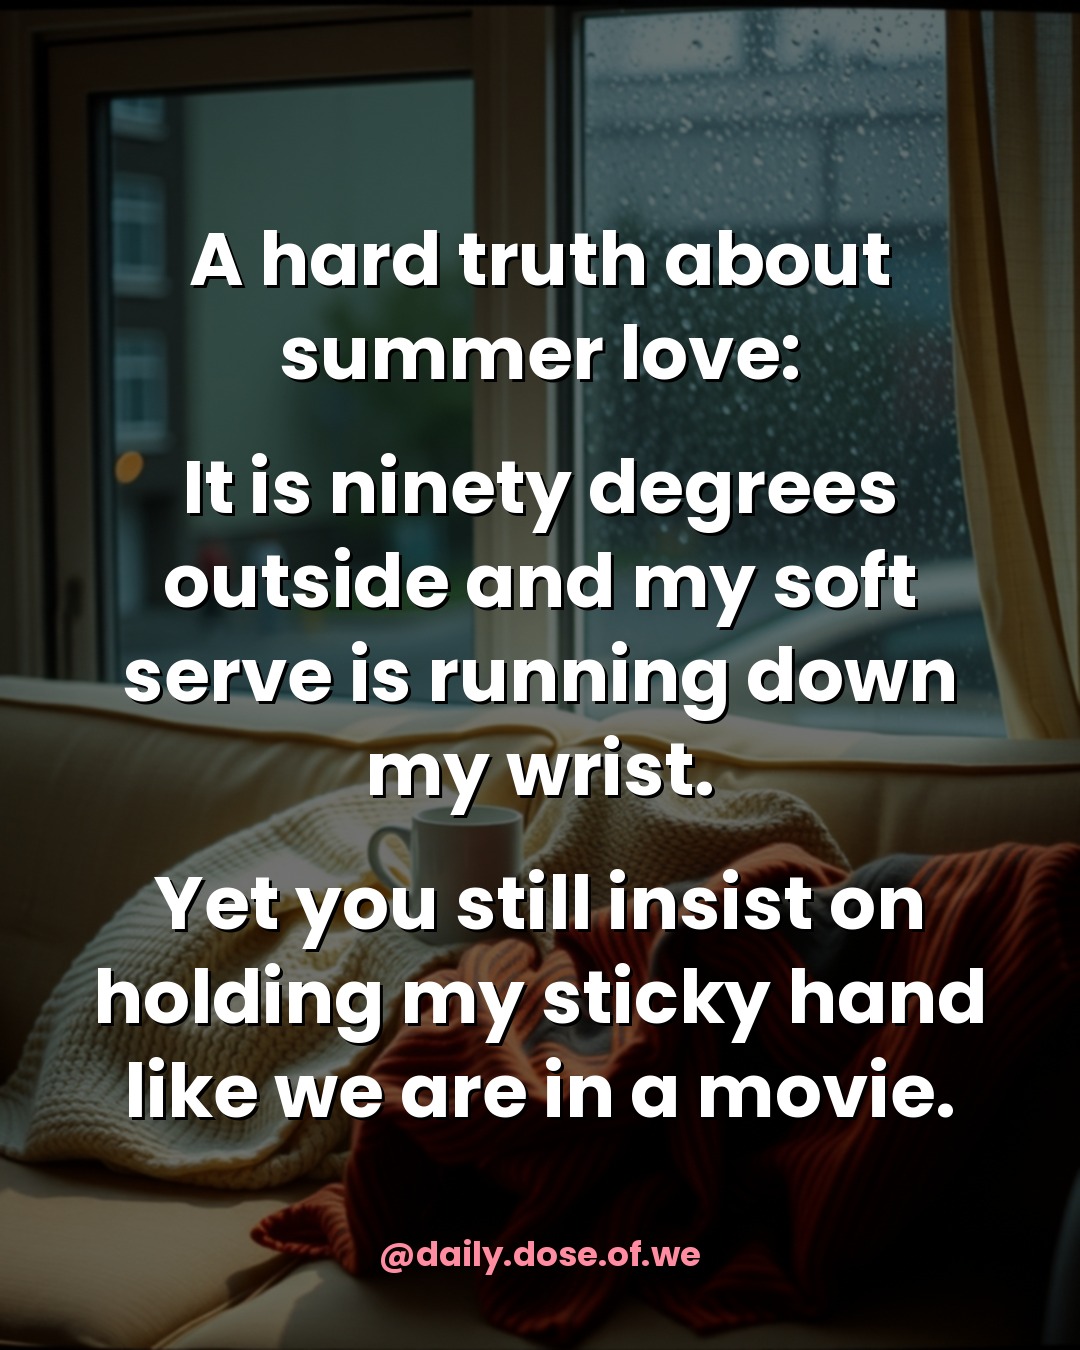 A hard truth about
summer love:
It is ninety degrees
outside and my soft
serve is running down
my wrist.
Yet you still insist on
holding my sticky hand
like we are in a movie.
@daily.dose.of.we